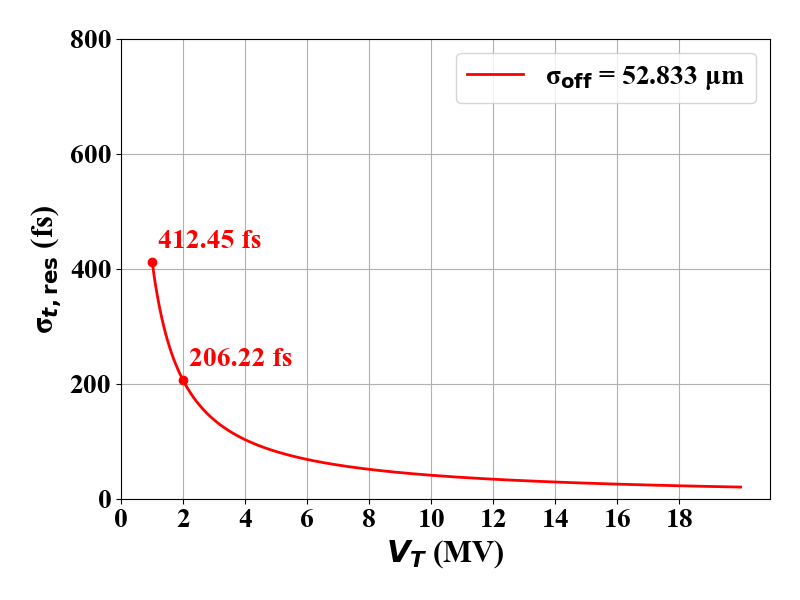 800
σoff = 52.833 μm
600
412.45 fs
400
206.22 fs
200
0
0 2 4 6 8 10 12 14 16 18
V_T (MV)
σt, res (fs)